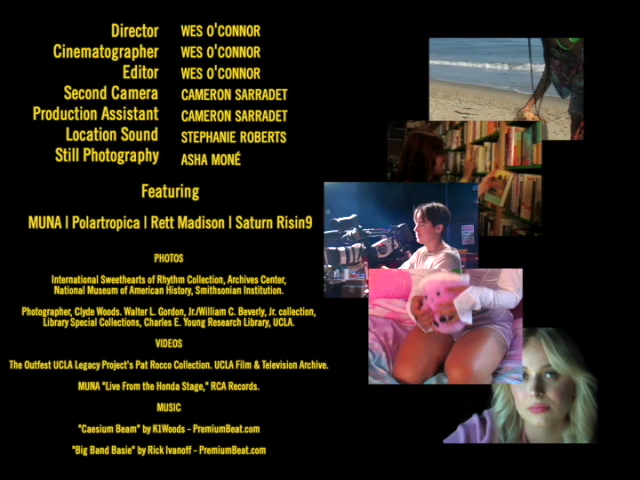 Director WES O'CONNOR
Cinematographer WES O'CONNOR
Editor WES O'CONNOR
Second Camera CAMERON SARRADET
Production Assistant CAMERON SARRADET
Location Sound STEPHANIE ROBERTS
Still Photography ASHA MONÉ
Featuring
MUNA | Polartropica | Rett Madison | Saturn Risin9
PHOTOS
International Sweethearts of Rhythm Collection, Archives Center,
National Museum of American History, Smithsonian Institution.
Photographer, Clyde Woods. Walter L. Gordon, Jr./William C. Beverly, Jr. collection,
Library Special Collections, Charles E. Young Research Library, UCLA.
VIDEOS
The Outfest UCLA Legacy Project's Pat Rocco Collection. UCLA Film & Television Archive.
MUNA "Live From the Honda Stage," RCA Records.
MUSIC
"Caesium Beam" by K1Woods - PremiumBeat.com
"Big Band Basie" by Rick Ivanoff - PremiumBeat.com